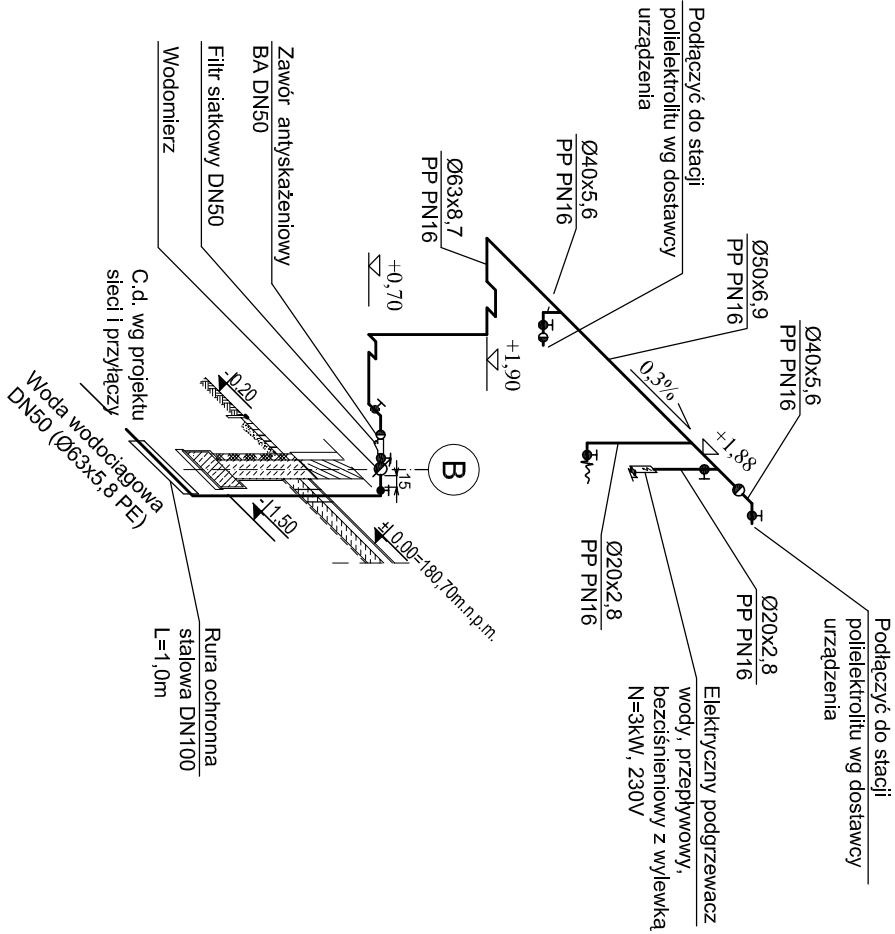 Podłączyć do stacji
polielektrolitu wg dostawcy
urządzenia
Ø40x5,6
PP PN16
Ø63x8,7
PP PN16
Ø50x6,9
PP PN16
Ø40x5,6
PP PN16
0,3%
+1,88
+0,70
+1,90
Zawór antyskażeniowy
BA DN50
Filtr siatkowy DN50
Wodomierz
C.d. wg projektu
sieci i przyłączy
Woda wodociągowa
DN50 (Ø63x5,8 PE)
-0,20
B
15
-1,50
±0,00=180,70m.n.p.m.
Rura ochronna
stalowa DN100
L=1,0m
Ø20x2,8
PP PN16
Ø20x2,8
PP PN16
Elektryczny podgrzewacz
wody, przepływowy,
bezciśnieniowy z wylewką
N=3kW, 230V
Podłączyć do stacji
polielektrolitu wg dostawcy
urządzenia